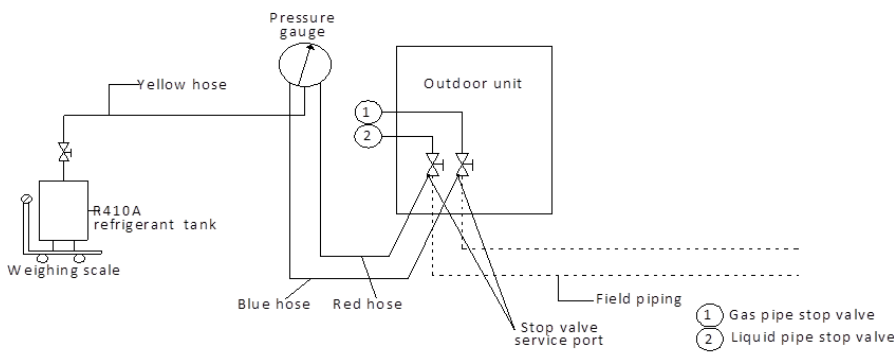 Pressure
gauge
Yellow hose
Outdoor unit
1
2
R410A
refrigerant tank
Weighing scale
Blue hose
Red hose
Stop valve
service port
Field piping
1 Gas pipe stop valve
2 Liquid pipe stop valve